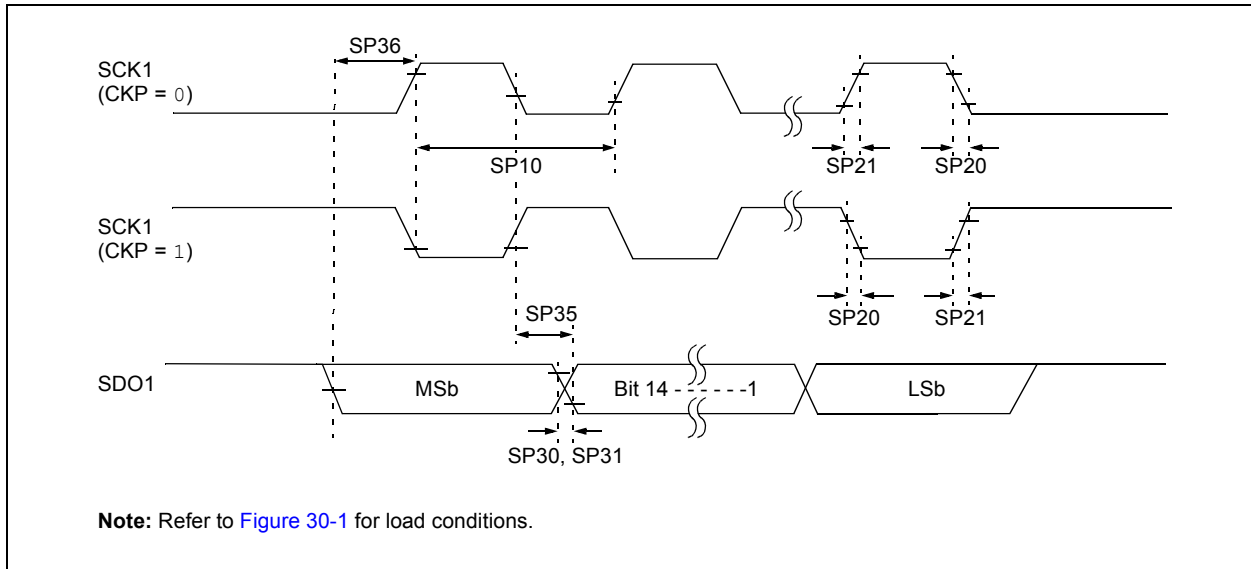 SP36
SCK1
(CKP = 0)
SP10
SP21
SP20
SCK1
(CKP = 1)
SP35
SP20
SP21
SDO1
MSb
Bit 14 - - - - - - -1
LSb
SP30, SP31
Note: Refer to Figure 30-1 for load conditions.